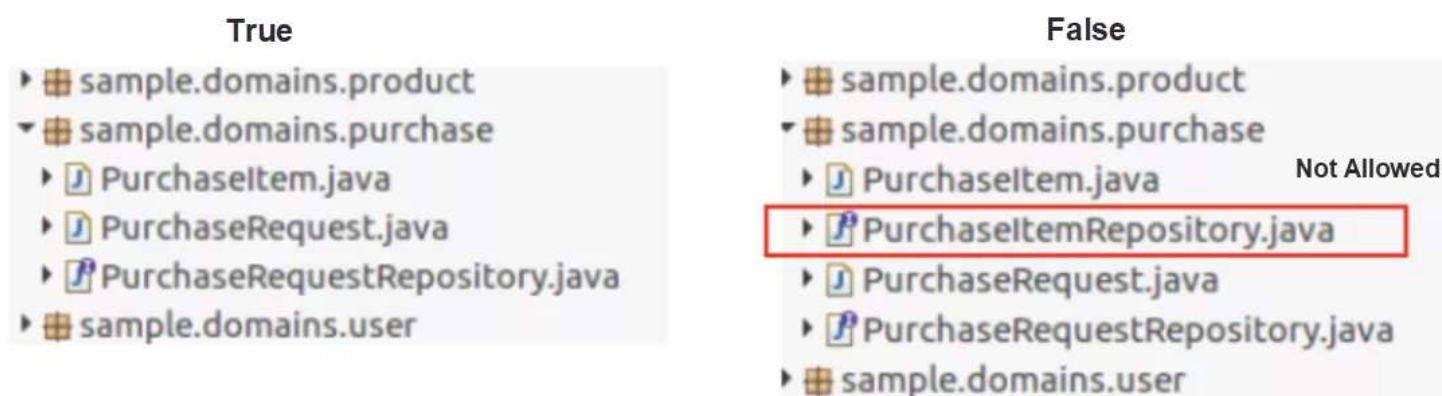 True
sample.domains.product
sample.domains.purchase
PurchaseItem.java
PurchaseRequest.java
PurchaseRequestRepository.java
sample.domains.user
False
sample.domains.product
sample.domains.purchase
PurchaseItem.java
Not Allowed
PurchaseItemRepository.java
PurchaseRequest.java
PurchaseRequestRepository.java
sample.domains.user